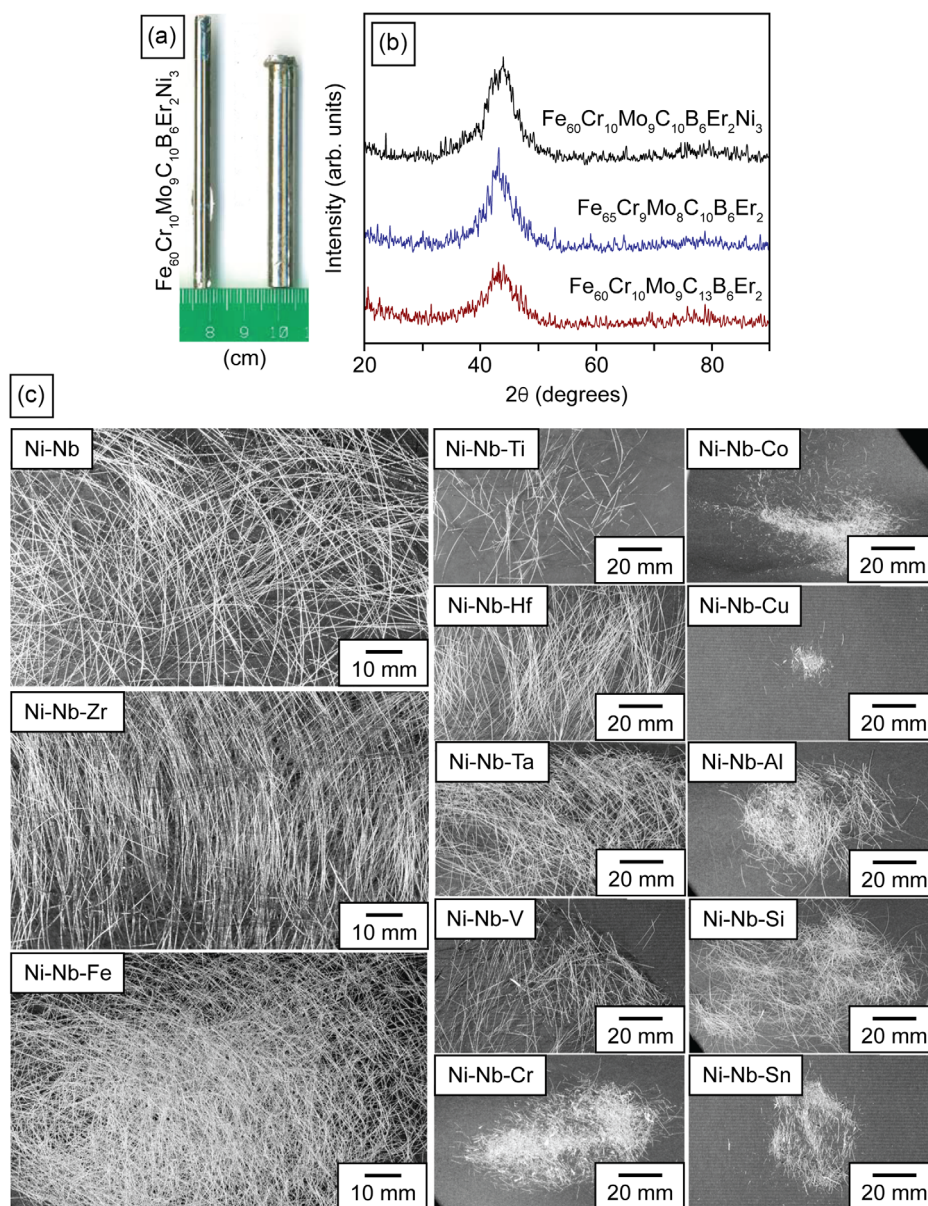 (a)
Fe₆₀Cr₁₀Mo₉C₁₀B₆Er₂Ni₃
8 9 10 1
(cm)
(b)
Intensity (arb. units)
Fe₆₀Cr₁₀Mo₉C₁₀B₆Er₂Ni₃
Fe₆₅Cr₉Mo₈C₁₀B₆Er₂
Fe₆₀Cr₁₀Mo₉C₁₃B₆Er₂
20 40 60 80
2θ (degrees)
(c)
Ni-Nb
10 mm
Ni-Nb-Zr
10 mm
Ni-Nb-Fe
10 mm
Ni-Nb-Ti
20 mm
Ni-Nb-Hf
20 mm
Ni-Nb-Ta
20 mm
Ni-Nb-V
20 mm
Ni-Nb-Cr
20 mm
Ni-Nb-Co
20 mm
Ni-Nb-Cu
20 mm
Ni-Nb-Al
20 mm
Ni-Nb-Si
20 mm
Ni-Nb-Sn
20 mm